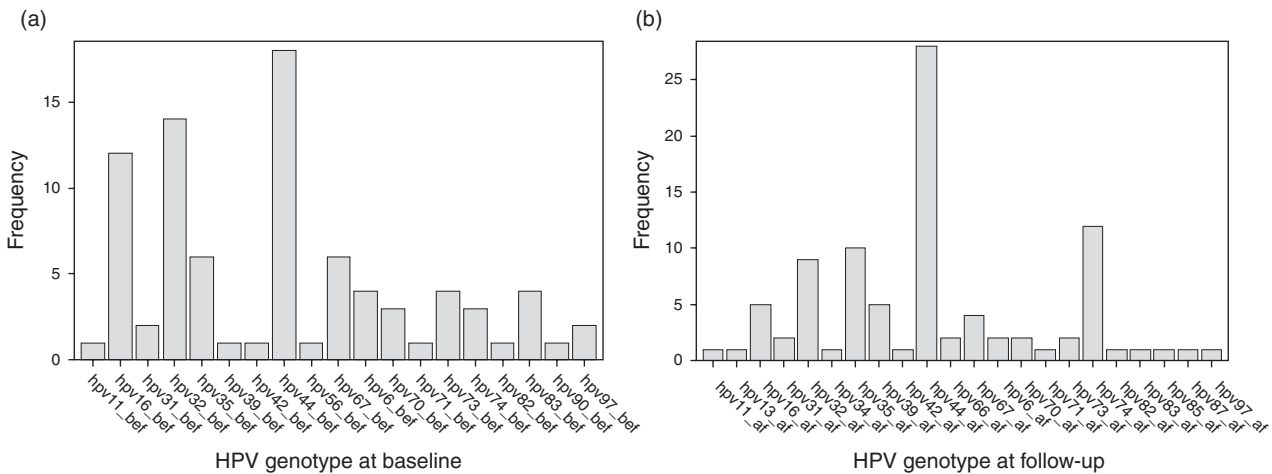 (a)
Frequency
15
10
5
0
hpv11_bef
hpv16_bef
hpv31_bef
hpv32_bef
hpv35_bef
hpv39_bef
hpv42_bef
hpv44_bef
hpv56_bef
hpv67_bef
hpv6_bef
hpv70_bef
hpv71_bef
hpv73_bef
hpv74_bef
hpv82_bef
hpv83_bef
hpv90_bef
hpv97_bef
HPV genotype at baseline
(b)
Frequency
25
20
15
10
5
0
hpv11_af
hpv13_af
hpv16_af
hpv31_af
hpv32_af
hpv34_af
hpv35_af
hpv39_af
hpv42_af
hpv44_af
hpv66_af
hpv67_af
hpv6_af
hpv70_af
hpv71_af
hpv73_af
hpv74_af
hpv82_af
hpv83_af
hpv85_af
hpv87_af
hpv97_af
HPV genotype at follow-up